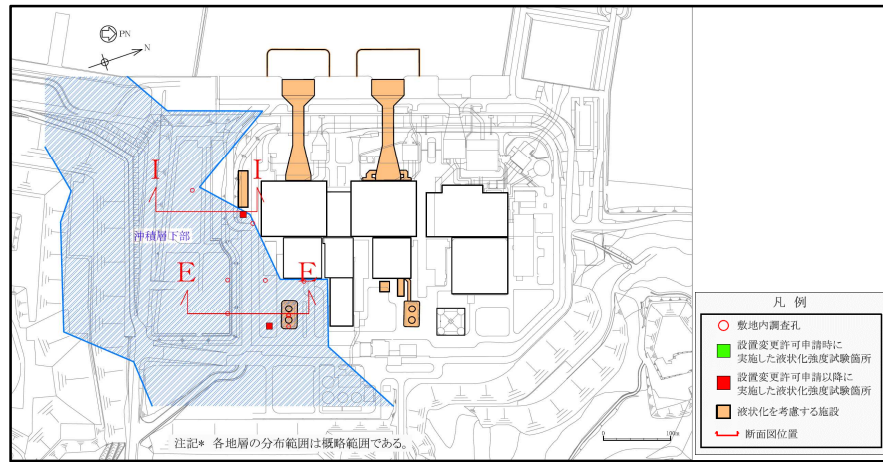 PN
N
I
I
沖積層下部
E
E
注記* 各地層の分布範囲は概略範囲である。
0
100m
凡 例
敷地内調査孔
設置変更許可申請時に
実施した液状化強度試験箇所
設置変更許可申請以降に
実施した液状化強度試験箇所
液状化を考慮する施設
断面図位置